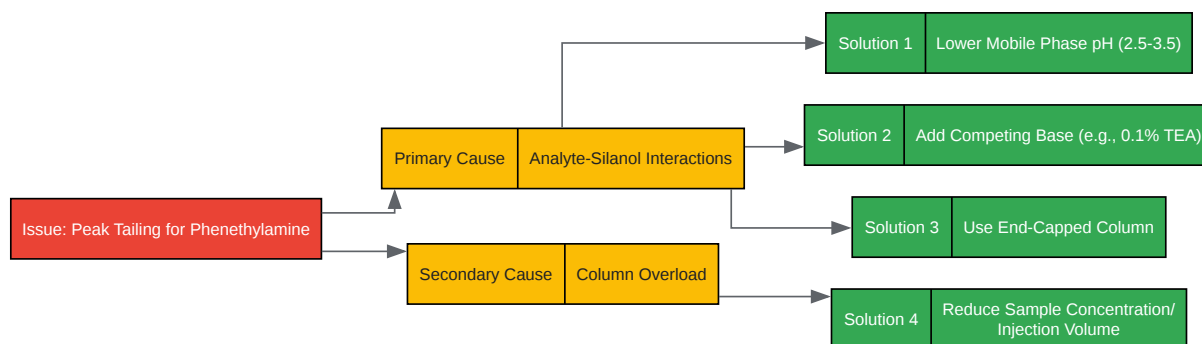 Issue: Peak Tailing for Phenethylamine
Primary Cause
Analyte-Silanol Interactions
Secondary Cause
Column Overload
Solution 1
Lower Mobile Phase pH (2.5-3.5)
Solution 2
Add Competing Base (e.g., 0.1% TEA)
Solution 3
Use End-Capped Column
Solution 4
Reduce Sample Concentration/
Injection Volume